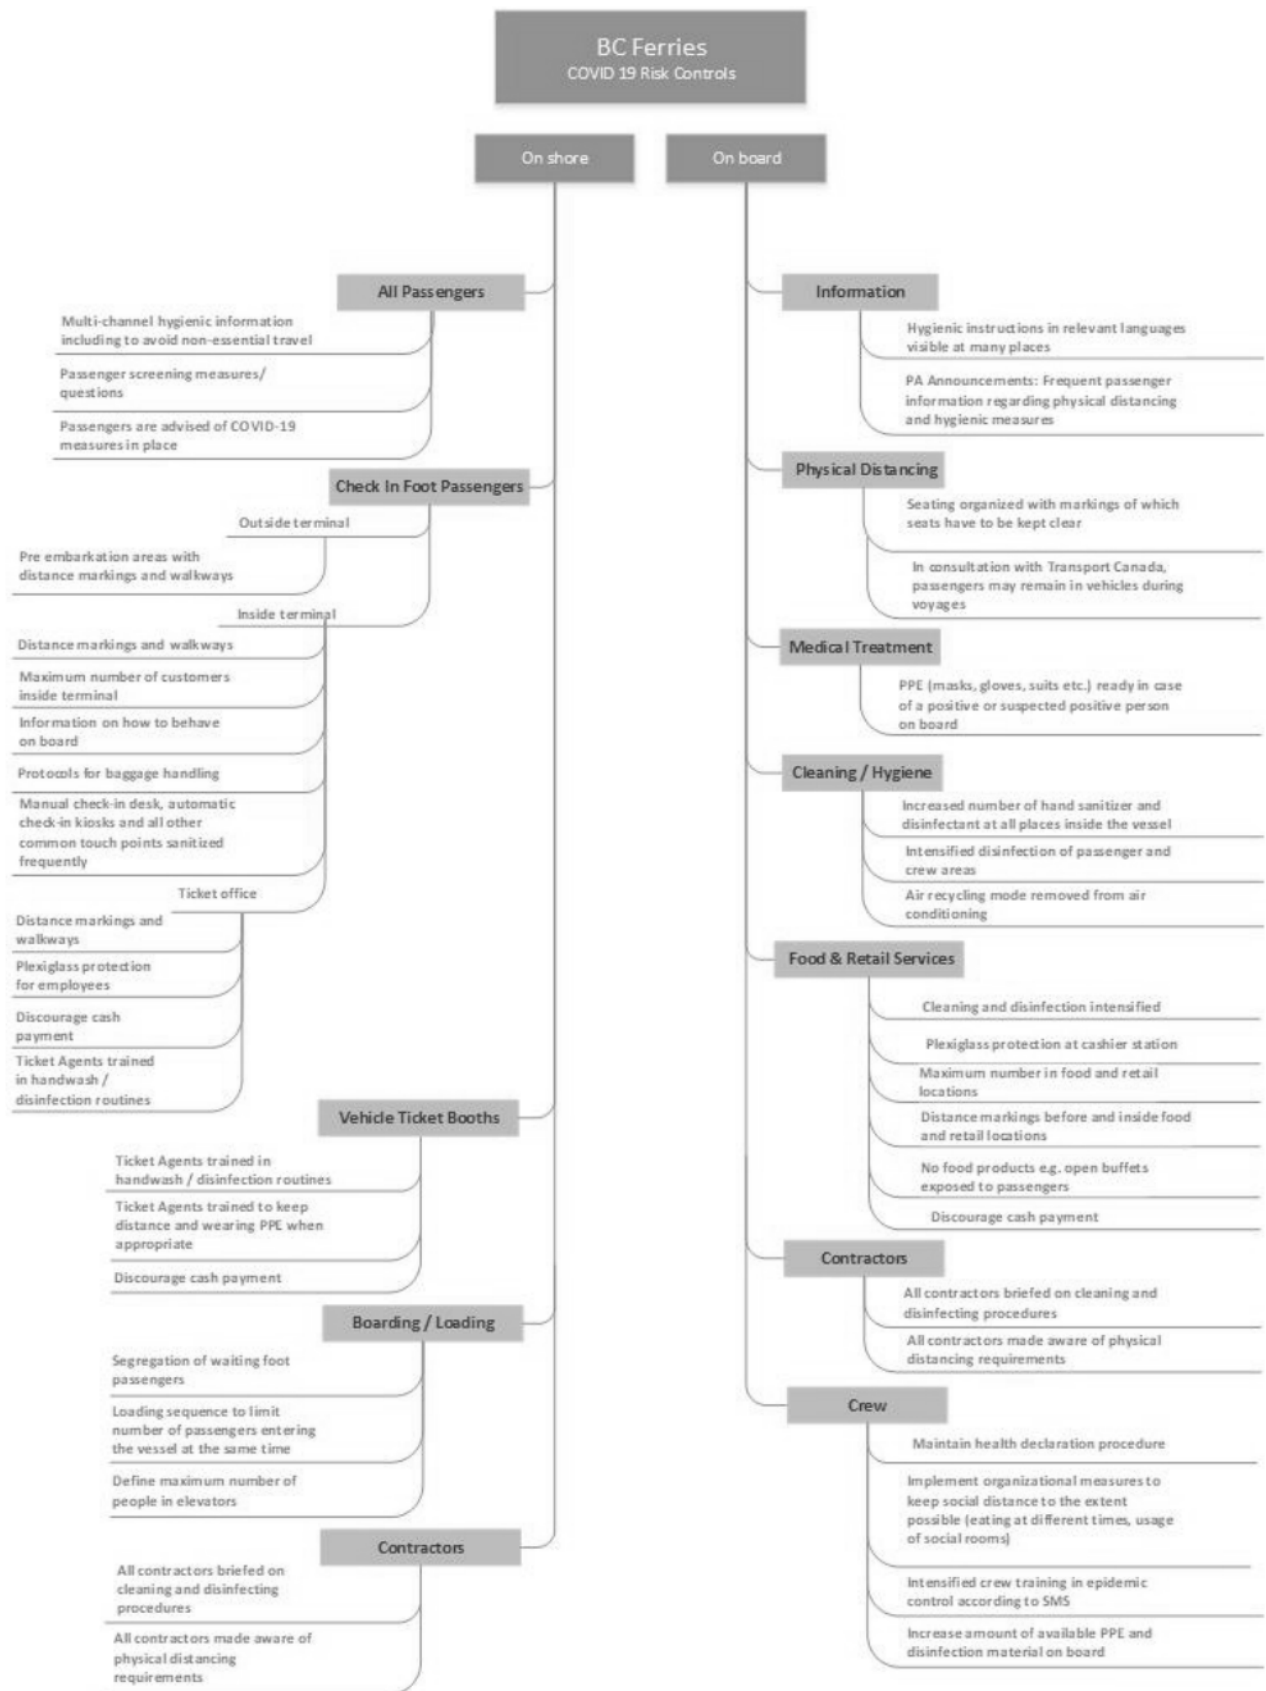 BC Ferries
COVID 19 Risk Controls
On shore
On board
All Passengers
Multi-channel hygienic information
including to avoid non-essential travel
Passenger screening measures/
questions
Passengers are advised of COVID-19
measures in place
Check In Foot Passengers
Outside terminal
Pre embarkation areas with
distance markings and walkways
Inside terminal
Distance markings and walkways
Maximum number of customers
inside terminal
Information on how to behave
on board
Protocols for baggage handling
Manual check-in desk, automatic
check-in kiosks and all other
common touch points sanitized
frequently
Ticket office
Distance markings and
walkways
Plexiglass protection
for employees
Discourage cash
payment
Ticket Agents trained
in handwash /
disinfection routines
Vehicle Ticket Booths
Ticket Agents trained in
handwash / disinfection routines
Ticket Agents trained to keep
distance and wearing PPE when
appropriate
Discourage cash payment
Boarding / Loading
Segregation of waiting foot
passengers
Loading sequence to limit
number of passengers entering
the vessel at the same time
Define maximum number of
people in elevators
Contractors
All contractors briefed on
cleaning and disinfecting
procedures
All contractors made aware of
physical distancing
requirements
Information
Hygienic instructions in relevant languages
visible at many places
PA Announcements: Frequent passenger
information regarding physical distancing
and hygienic measures
Physical Distancing
Seating organized with markings of which
seats have to be kept clear
In consultation with Transport Canada,
passengers may remain in vehicles during
voyages
Medical Treatment
PPE (masks, gloves, suits etc.) ready in case
of a positive or suspected positive person
on board
Cleaning / Hygiene
Increased number of hand sanitizer and
disinfectant at all places inside the vessel
Intensified disinfection of passenger and
crew areas
Air recycling mode removed from air
conditioning
Food & Retail Services
Cleaning and disinfection intensified
Plexiglass protection at cashier station
Maximum number in food and retail
locations
Distance markings before and inside food
and retail locations
No food products e.g. open buffets
exposed to passengers
Discourage cash payment
Contractors
All contractors briefed on cleaning and
disinfecting procedures
All contractors made aware of physical
distancing requirements
Crew
Maintain health declaration procedure
Implement organizational measures to
keep social distance to the extent
possible (eating at different times, usage
of social rooms)
Intensified crew training in epidemic
control according to SMS
Increase amount of available PPE and
disinfection material on board